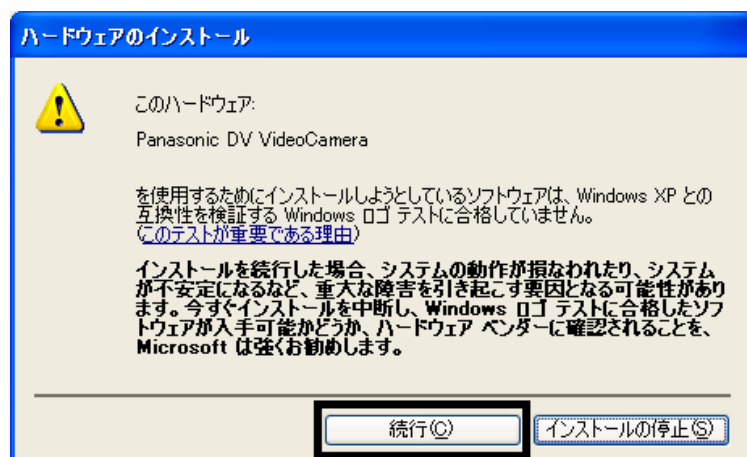 ハードウェアのインストール
このハードウェア:
Panasonic DV VideoCamera
を使用するためにインストールしようとしているソフトウェアは、Windows XP との
互換性を検証する Windows ロゴ テストに合格していません。
(このテストが重要である理由)
インストールを続行した場合、システムの動作が損なわれたり、システム
が不安定になるなど、重大な障害を引き起こす要因となる可能性があり
ます。今すぐインストールを中断し、Windows ロゴ テストに合格したソフ
トウェアが入手可能かどうか、ハードウェア ベンダーに確認されることを、
Microsoft は強くお勧めします。
続行(C) インストールの停止(S)